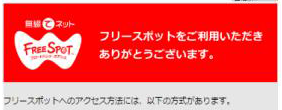 無線でネット
FREESPOT
フリースポットをご利用いただき
ありがとうございます。
フリースポットへのアクセス方法には、以下の方式があります。